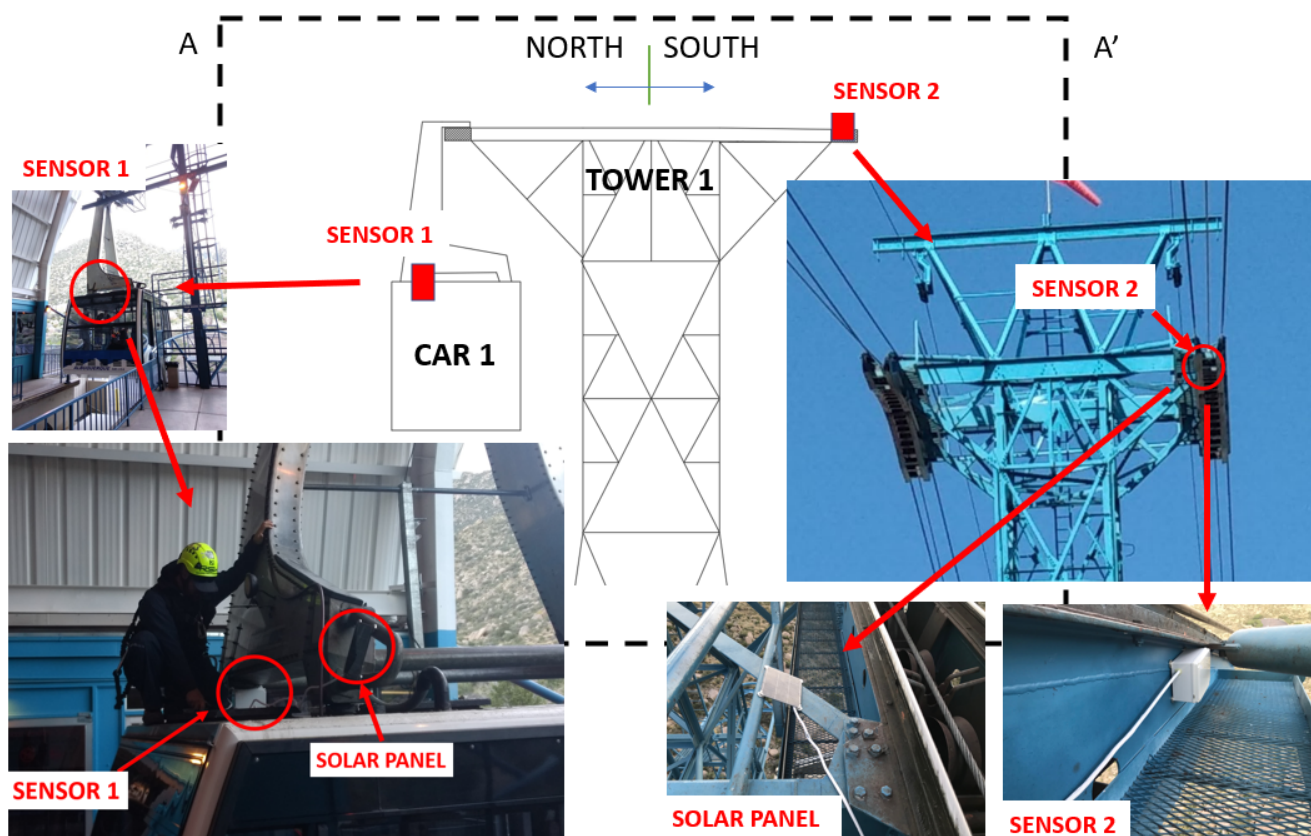 A
NORTH
SOUTH
A'
SENSOR 2
SENSOR 1
TOWER 1
SENSOR 1
SENSOR 2
CAR 1
SENSOR 1
SOLAR PANEL
SOLAR PANEL
SENSOR 2